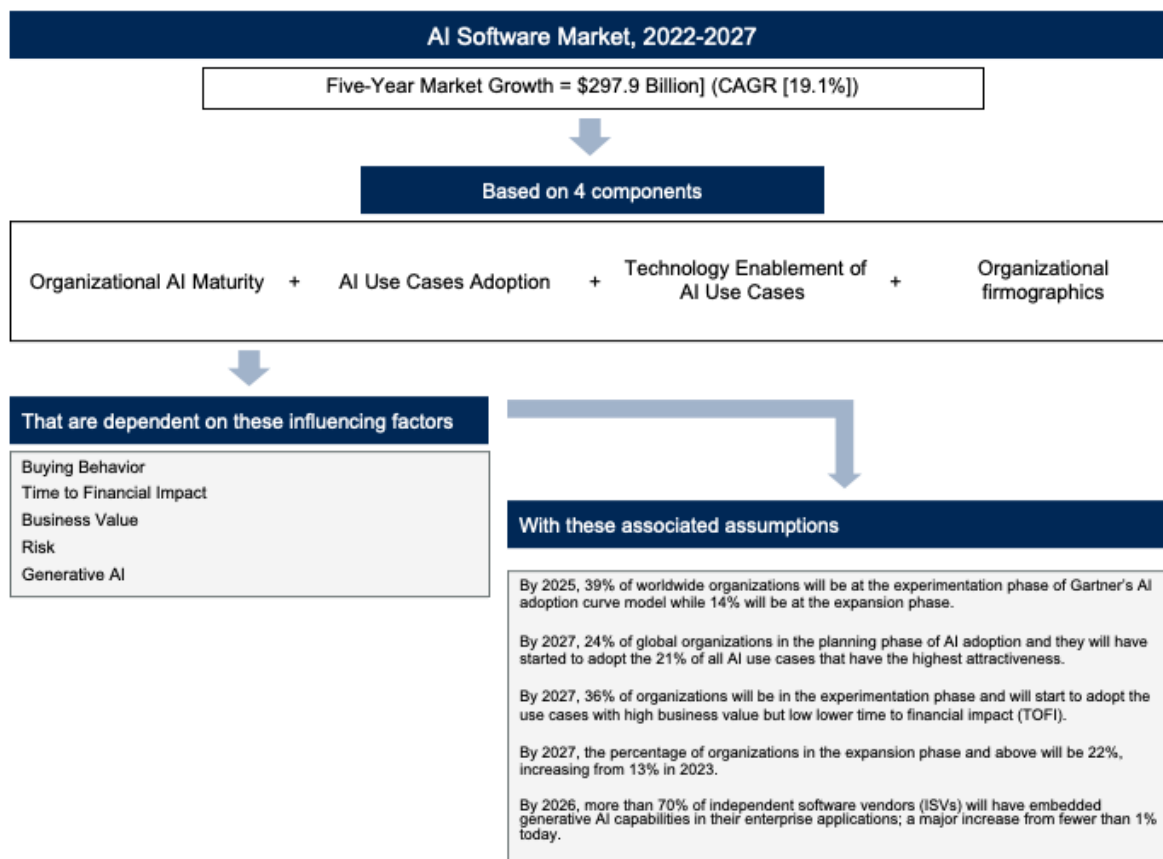 AI Software Market, 2022-2027
Five-Year Market Growth = $297.9 Billion] (CAGR [19.1%])
Based on 4 components
Organizational AI Maturity + AI Use Cases Adoption + Technology Enablement of AI Use Cases + Organizational firmographics
That are dependent on these influencing factors
Buying Behavior
Time to Financial Impact
Business Value
Risk
Generative AI
With these associated assumptions
By 2025, 39% of worldwide organizations will be at the experimentation phase of Gartner's AI
adoption curve model while 14% will be at the expansion phase.
By 2027, 24% of global organizations in the planning phase of AI adoption and they will have
started to adopt the 21% of all AI use cases that have the highest attractiveness.
By 2027, 36% of organizations will be in the experimentation phase and will start to adopt the
use cases with high business value but low lower time to financial impact (TOFI).
By 2027, the percentage of organizations in the expansion phase and above will be 22%,
increasing from 13% in 2023.
By 2026, more than 70% of independent software vendors (ISVs) will have embedded
generative AI capabilities in their enterprise applications; a major increase from fewer than 1%
today.